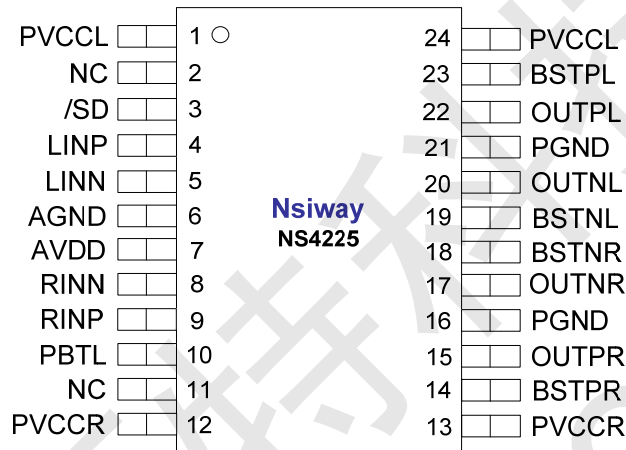 PVCCL 1 24 PVCCL
NC 2 23 BSTPL
/SD 3 22 OUTPL
LINP 4 21 PGND
LINN 5 20 OUTNL
AGND 6 Nsiway 19 BSTNL
AVDD 7 NS4225 18 BSTNR
RINN 8 17 OUTNR
RINP 9 16 PGND
PBTL 10 15 OUTPR
NC 11 14 BSTPR
PVCCR 12 13 PVCCR